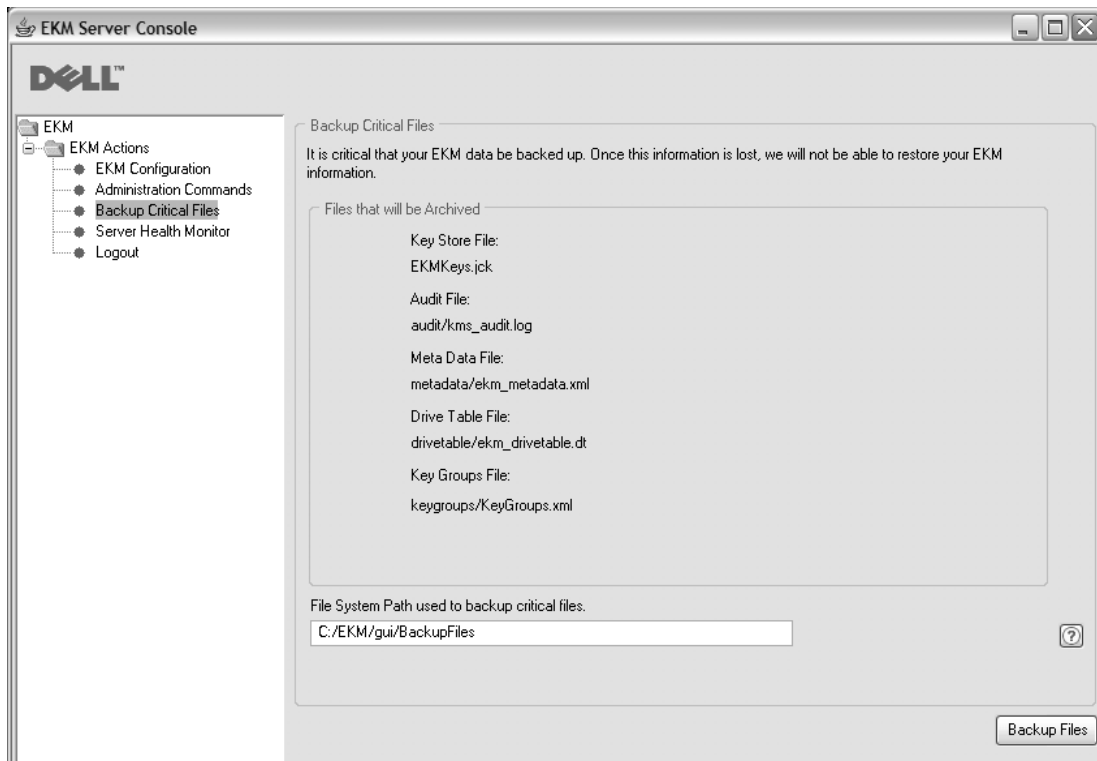 EKM Server Console
DELL™
EKM
EKM Actions
EKM Configuration
Administration Commands
Backup Critical Files
Server Health Monitor
Logout
Backup Critical Files
It is critical that your EKM data be backed up. Once this information is lost, we will not be able to restore your EKM
information.
Files that will be Archived
Key Store File:
EKMKeys.jck
Audit File:
audit/kms_audit.log
Meta Data File:
metadata/ekm_metadata.xml
Drive Table File:
drivetable/ekm_drivetable.dt
Key Groups File:
keygroups/KeyGroups.xml
File System Path used to backup critical files.
C:/EKM/gui/BackupFiles
?
Backup Files